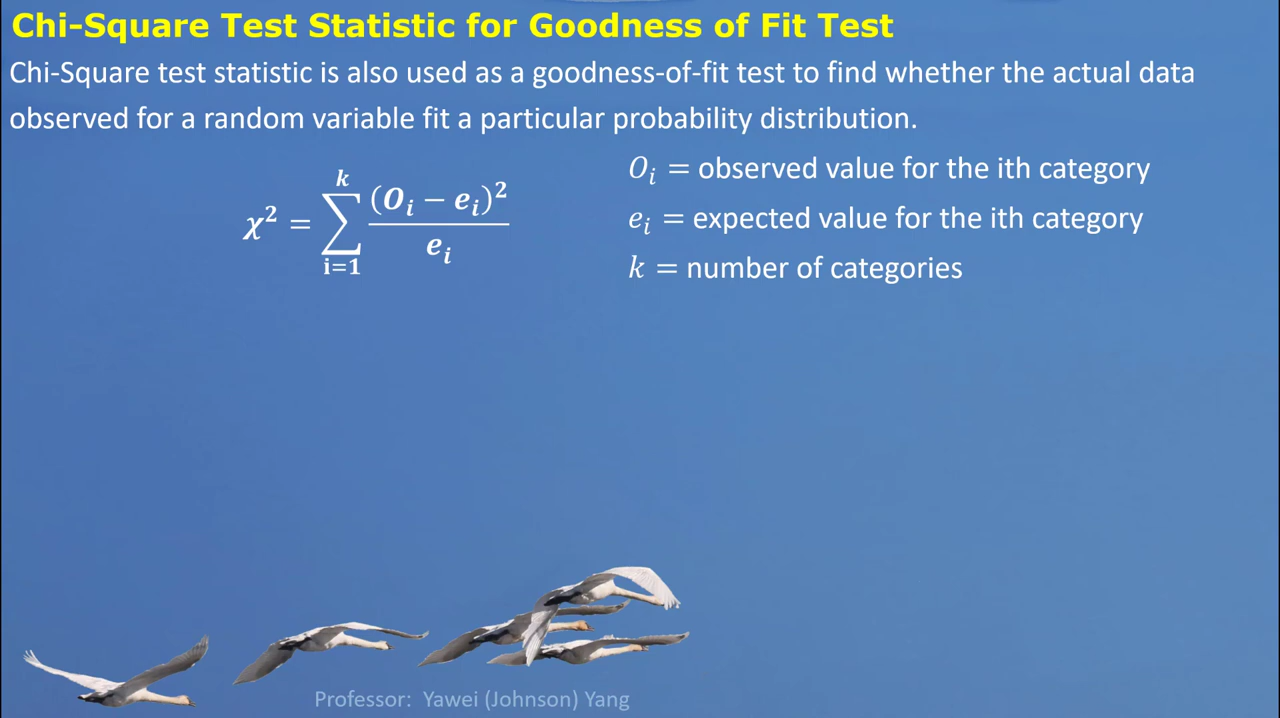 Chi-Square Test Statistic for Goodness of Fit Test
Chi-Square test statistic is also used as a goodness-of-fit test to find whether the actual data
observed for a random variable fit a particular probability distribution.
χ² = ∑_{i=1}^{k} (O_i − e_i)² / e_i
O_i = observed value for the ith category
e_i = expected value for the ith category
k = number of categories
Professor: Yawei (Johnson) Yang